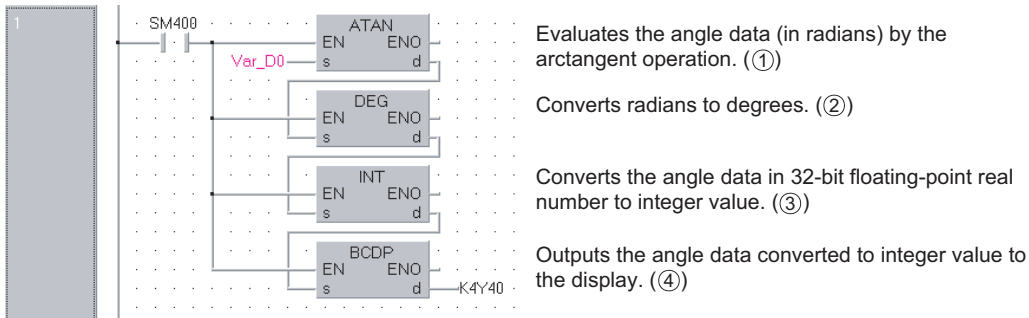 1
SM400
ATAN
EN ENO
Var_D0 s d
Evaluates the angle data (in radians) by the
arctangent operation. (①)
DEG
EN ENO
s d
Converts radians to degrees. (②)
INT
EN ENO
s d
Converts the angle data in 32-bit floating-point real
number to integer value. (③)
BCDP
EN ENO
s d K4Y40
Outputs the angle data converted to integer value to
the display. (④)